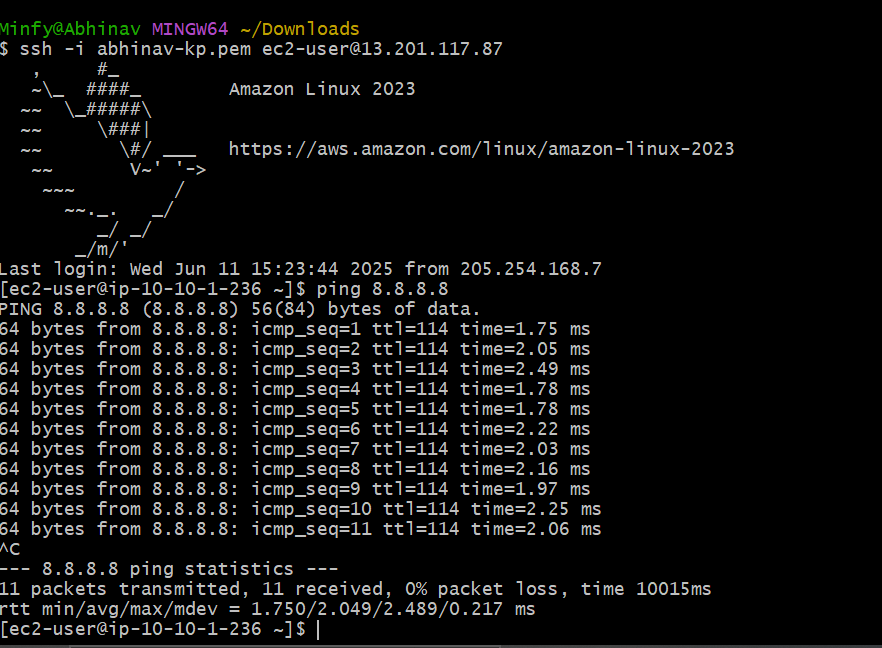 Minfy@Abhinav MINGW64 ~/Downloads
$ ssh -i abhinav-kp.pem ec2-user@13.201.117.87
   ,     #_
   ~\_  ####_        Amazon Linux 2023
  ~~  \_#####\
  ~~     \###|
  ~~       \#/ ___   https://aws.amazon.com/linux/amazon-linux-2023
   ~~       V~' '->
    ~~~         /
      ~~._.   _/
         _/ _/
       _/m/'
Last login: Wed Jun 11 15:23:44 2025 from 205.254.168.7
[ec2-user@ip-10-10-1-236 ~]$ ping 8.8.8.8
PING 8.8.8.8 (8.8.8.8) 56(84) bytes of data.
64 bytes from 8.8.8.8: icmp_seq=1 ttl=114 time=1.75 ms
64 bytes from 8.8.8.8: icmp_seq=2 ttl=114 time=2.05 ms
64 bytes from 8.8.8.8: icmp_seq=3 ttl=114 time=2.49 ms
64 bytes from 8.8.8.8: icmp_seq=4 ttl=114 time=1.78 ms
64 bytes from 8.8.8.8: icmp_seq=5 ttl=114 time=1.78 ms
64 bytes from 8.8.8.8: icmp_seq=6 ttl=114 time=2.22 ms
64 bytes from 8.8.8.8: icmp_seq=7 ttl=114 time=2.03 ms
64 bytes from 8.8.8.8: icmp_seq=8 ttl=114 time=2.16 ms
64 bytes from 8.8.8.8: icmp_seq=9 ttl=114 time=1.97 ms
64 bytes from 8.8.8.8: icmp_seq=10 ttl=114 time=2.25 ms
64 bytes from 8.8.8.8: icmp_seq=11 ttl=114 time=2.06 ms
^C
--- 8.8.8.8 ping statistics ---
11 packets transmitted, 11 received, 0% packet loss, time 10015ms
rtt min/avg/max/mdev = 1.750/2.049/2.489/0.217 ms
[ec2-user@ip-10-10-1-236 ~]$